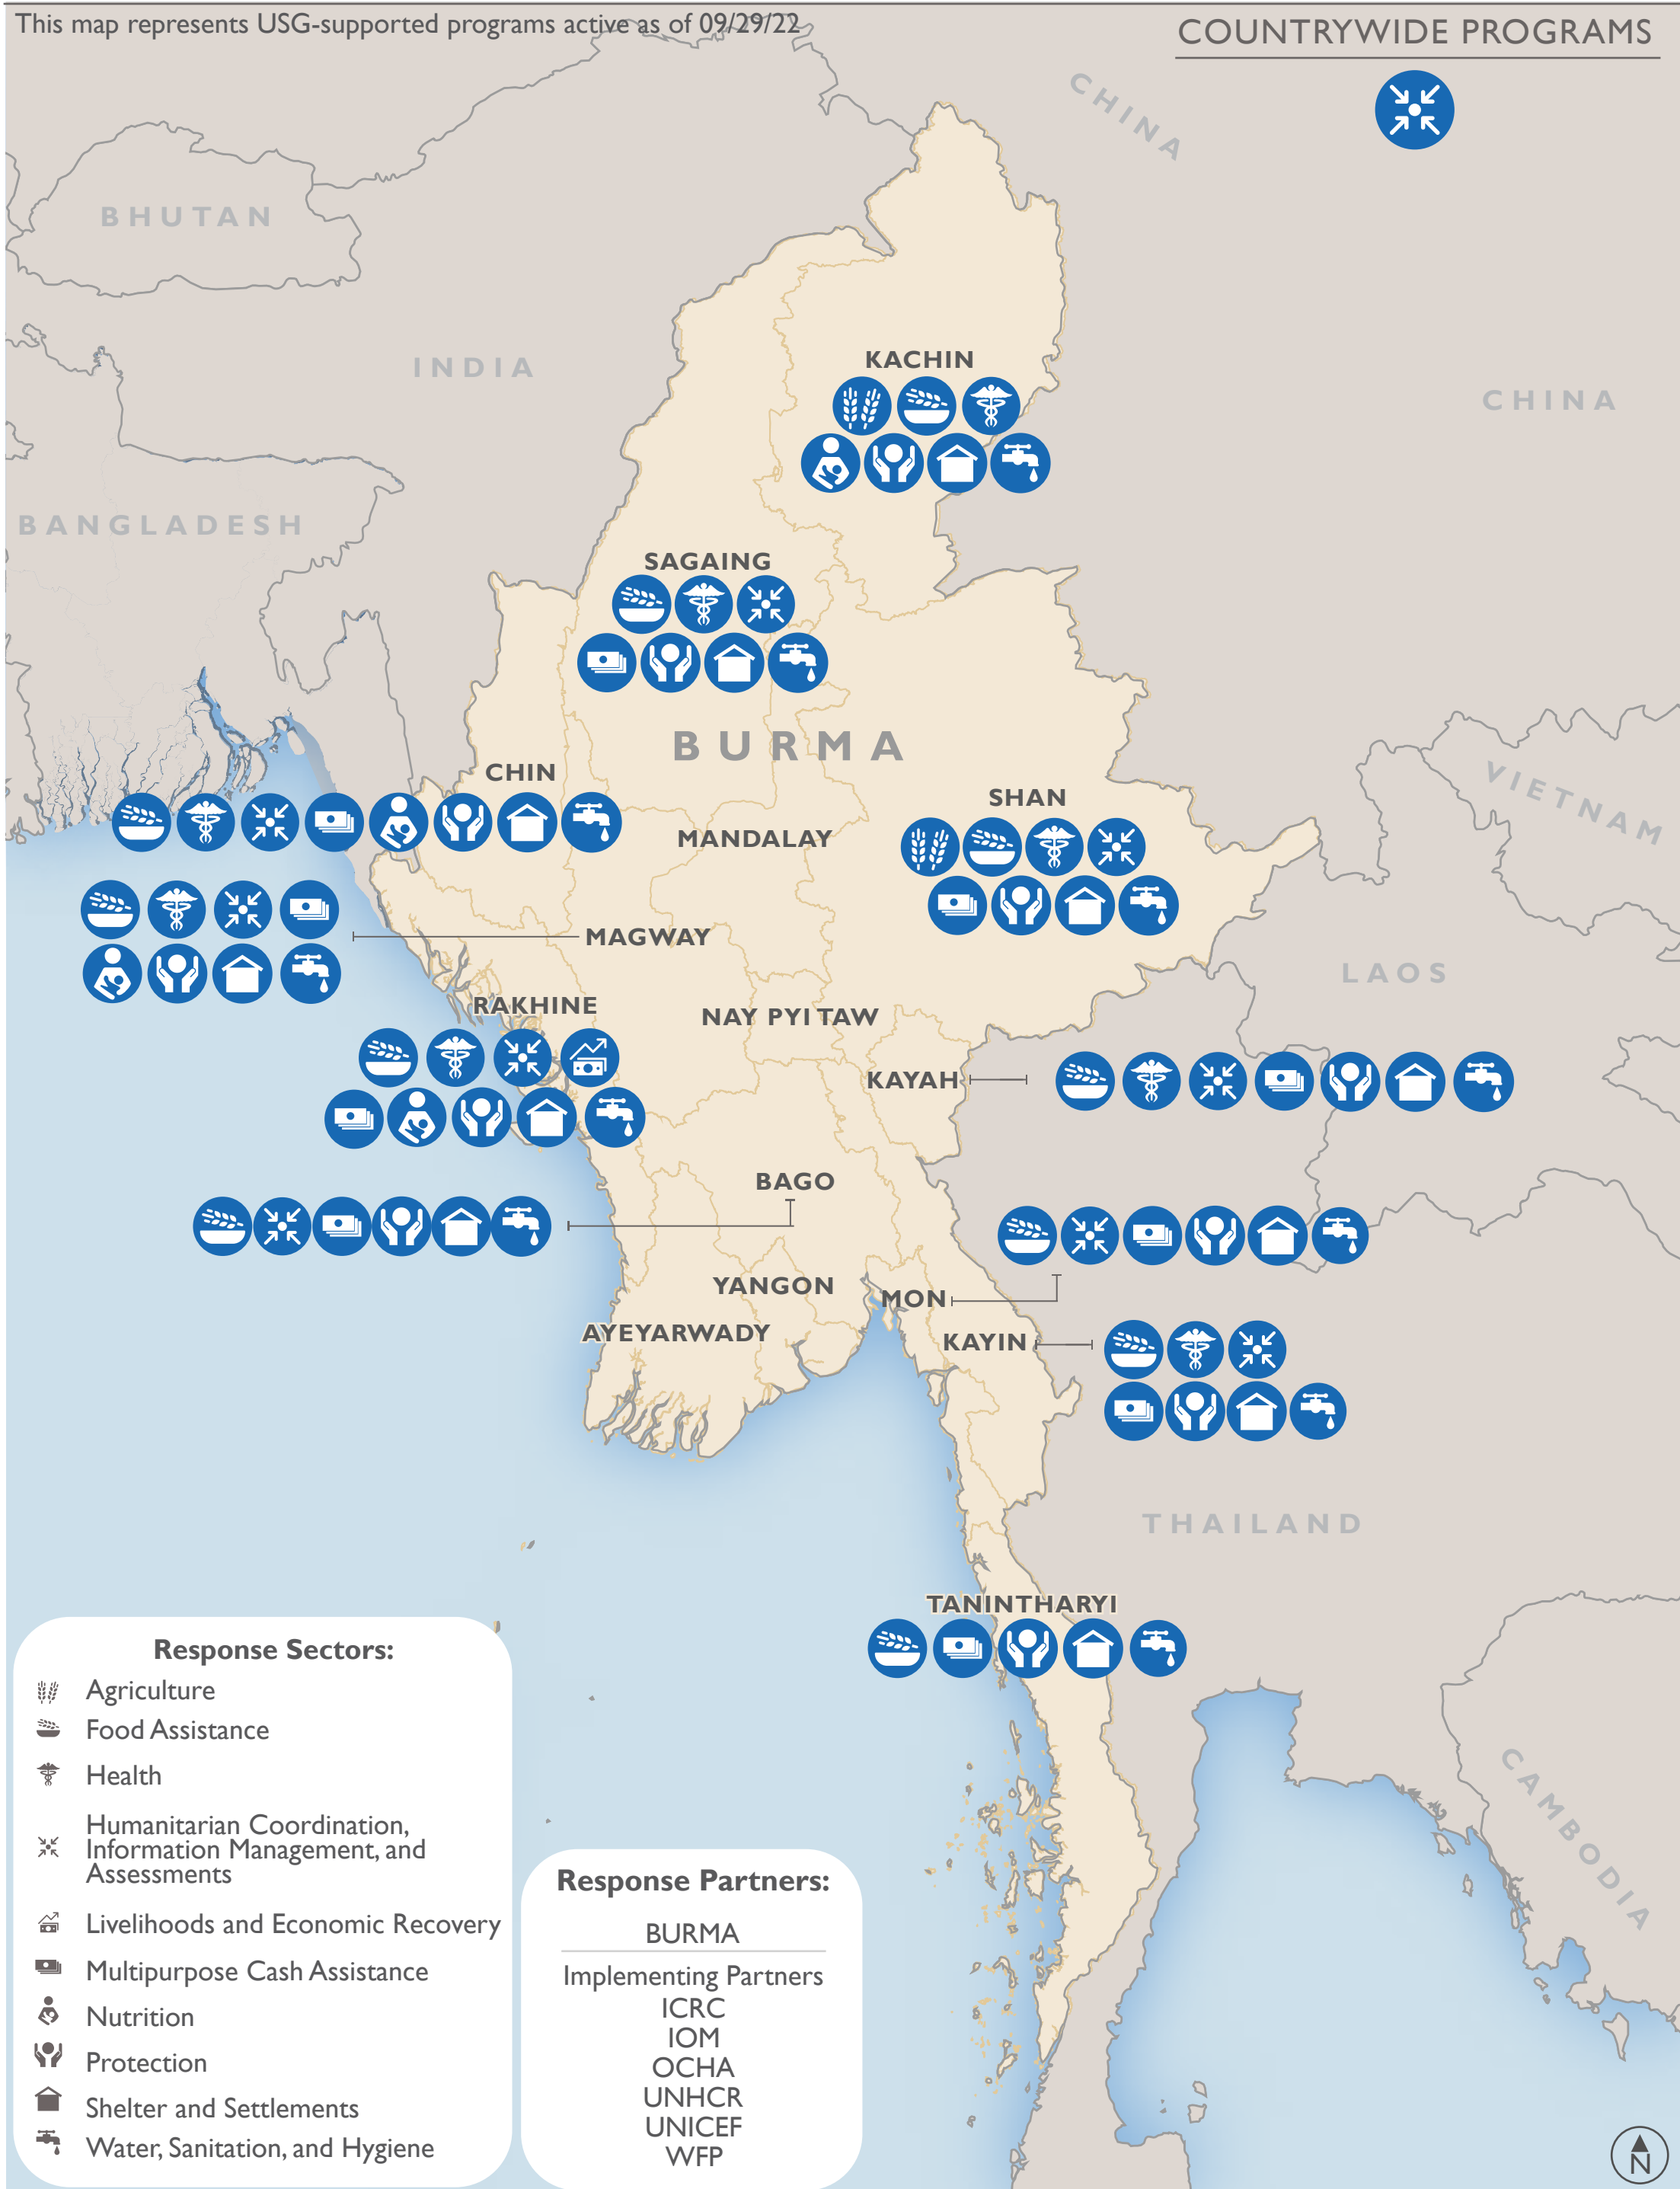 This map represents USG-supported programs active as of 09/29/22
COUNTRYWIDE PROGRAMS
CHINA
BHUTAN
INDIA
KACHIN
CHINA
BANGLADESH
SAGAING
BURMA
CHIN
VIETNAM
SHAN
MANDALAY
MAGWAY
LAOS
RAKHINE
NAY PYI TAW
KAYAH
BAGO
YANGON
MON
AYEYARWADY
KAYIN
THAILAND
TANINTHARYI
CAMBODIA
Response Sectors:
Agriculture
Food Assistance
Health
Humanitarian Coordination,
Information Management, and
Assessments
Livelihoods and Economic Recovery
Multipurpose Cash Assistance
Nutrition
Protection
Shelter and Settlements
Water, Sanitation, and Hygiene
Response Partners:
BURMA
Implementing Partners
ICRC
IOM
OCHA
UNHCR
UNICEF
WFP
N